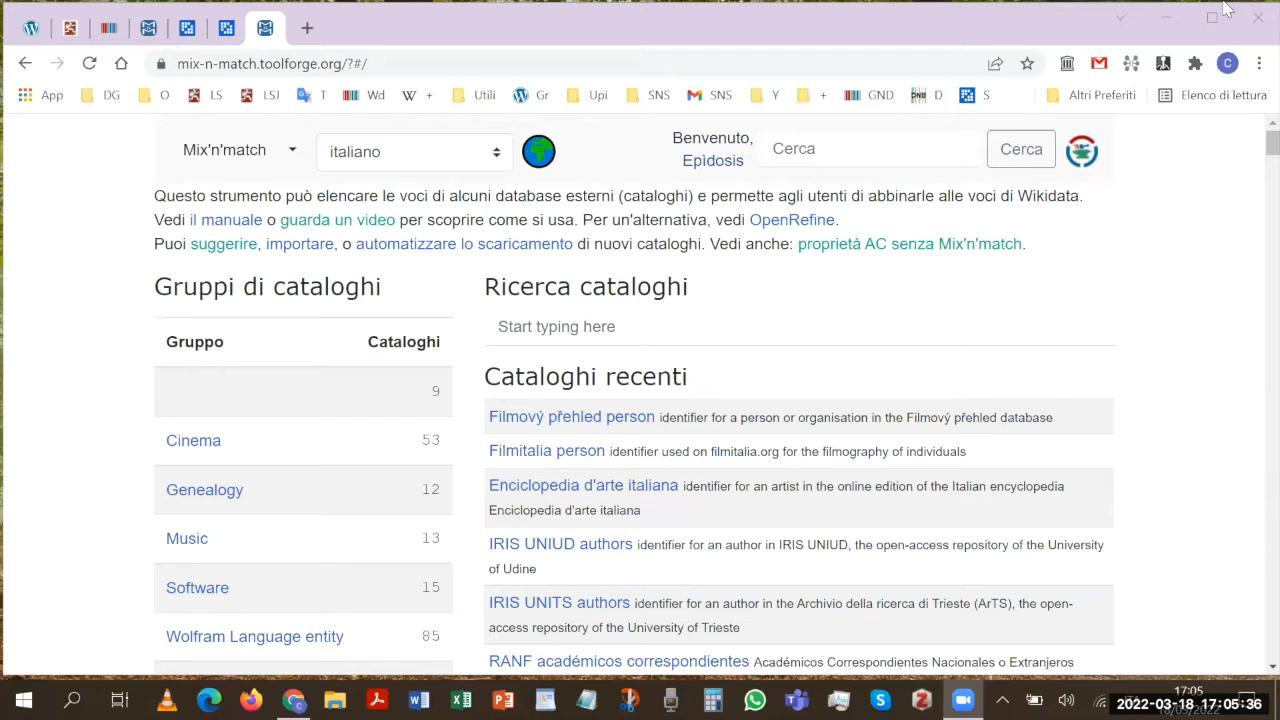 mix-n-match.toolforge.org/?#/
C
App DG O LS LSJ T Wd + Utili Gr Upi SNS SNS Y + GND D S Altri Preferiti Elenco di lettura
Mix'n'match italiano Benvenuto, Epìdosis Cerca Cerca
Questo strumento può elencare le voci di alcuni database esterni (cataloghi) e permette agli utenti di abbinarle alle voci di Wikidata.
Vedi il manuale o guarda un video per scoprire come si usa. Per un'alternativa, vedi OpenRefine.
Puoi suggerire, importare, o automatizzare lo scaricamento di nuovi cataloghi. Vedi anche: proprietà AC senza Mix'n'match.
Gruppi di cataloghi
Gruppo Cataloghi
9
Cinema 53
Genealogy 12
Music 13
Software 15
Wolfram Language entity 85
Ricerca cataloghi
Start typing here
Cataloghi recenti
Filmový přehled person identifier for a person or organisation in the Filmový přehled database
Filmitalia person identifier used on filmitalia.org for the filmography of individuals
Enciclopedia d'arte italiana identifier for an artist in the online edition of the Italian encyclopedia
Enciclopedia d'arte italiana
IRIS UNIUD authors identifier for an author in IRIS UNIUD, the open-access repository of the University
of Udine
IRIS UNITS authors identifier for an author in the Archivio della ricerca di Trieste (ArTS), the open-
access repository of the University of Trieste
RANF académicos correspondientes Académicos Correspondientes Nacionales o Extranjeros
17:05
2022-03-18 17:05:36